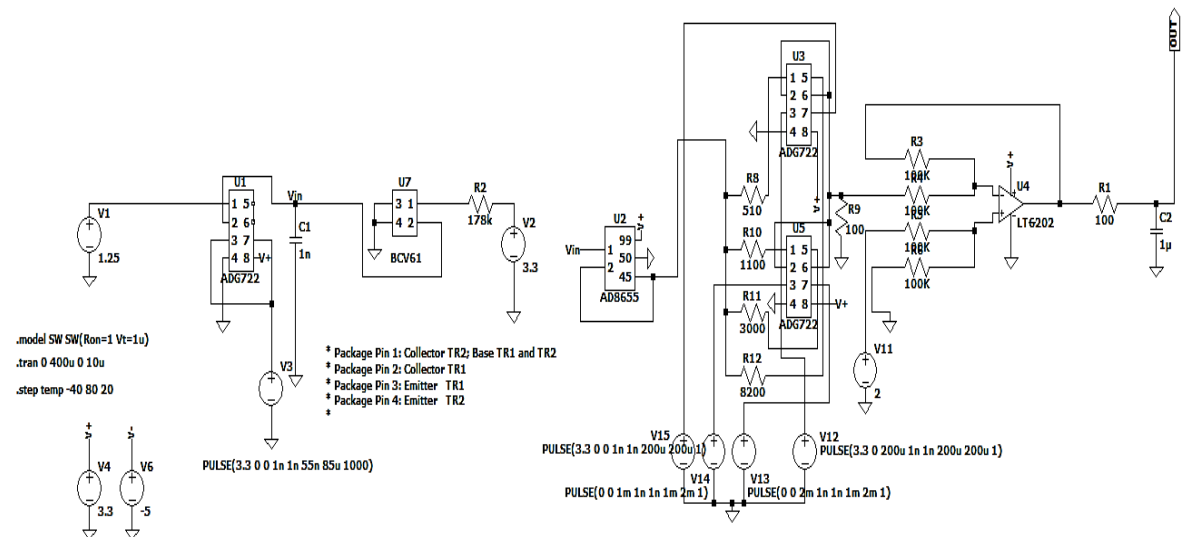 OUT
U3
1 5
2 6
3 7
4 8
ADG722
V+
U1
1 5
2 6
3 7
4 8
V+
ADG722
V1
1.25
Vin
C1
1n
U7
3 1
4 2
BCV61
R2
178k
V2
3.3
V3
PULSE(3.3 0 0 1n 1n 55n 85u 1000)
U2
99
1 50
2 45
AD8655
Vin
V+
R8
510
R10
1100
R11
3000
R12
8200
U5
1 5
2 6
3 7
4 8
V+
ADG722
R9
100
R3
100K
R4
100K
R5
100K
R6
100K
V+
U4
LT6202
R1
100
C2
1µ
V11
2
.model SW SW(Ron=1 Vt=1u)
.tran 0 400u 0 10u
.step temp -40 80 20
* Package Pin 1: Collector TR2; Base TR1 and TR2
* Package Pin 2: Collector TR1
* Package Pin 3: Emitter TR1
* Package Pin 4: Emitter TR2
*
V+
V4
3.3
V-
V6
-5
V15
PULSE(3.3 0 0 1n 1n 200u 200u 1)
V14
PULSE(0 0 1m 1n 1n 1m 2m 1)
V13
PULSE(0 0 2m 1n 1n 1m 2m 1)
V12
PULSE(3.3 0 200u 1n 1n 200u 200u 1)